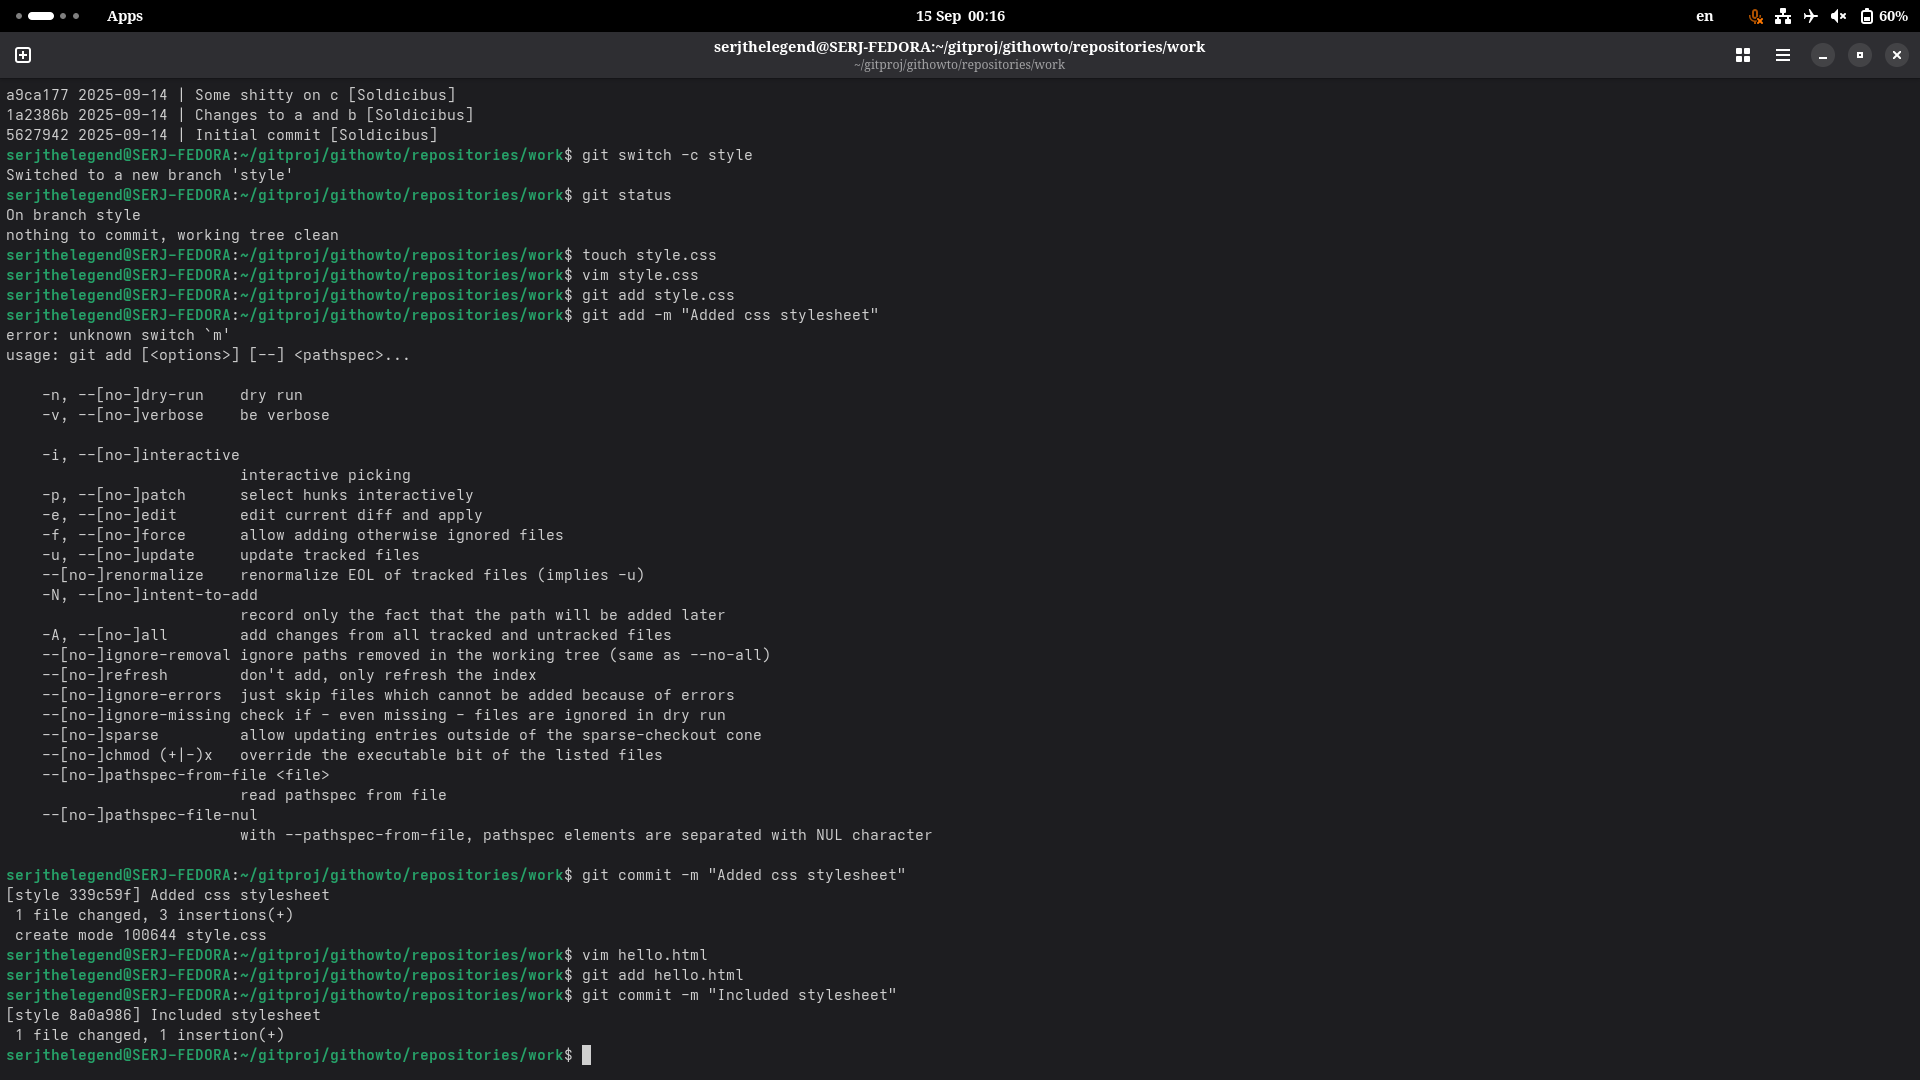 Apps
15 Sep 00:16
en
60%
serjthelegend@SERJ-FEDORA:~/gitproj/githowto/repositories/work
~/gitproj/githowto/repositories/work
a9ca177 2025-09-14 | Some shitty on c [Soldicibus]
1a2386b 2025-09-14 | Changes to a and b [Soldicibus]
5627942 2025-09-14 | Initial commit [Soldicibus]
serjthelegend@SERJ-FEDORA:~/gitproj/githowto/repositories/work$ git switch -c style
Switched to a new branch 'style'
serjthelegend@SERJ-FEDORA:~/gitproj/githowto/repositories/work$ git status
On branch style
nothing to commit, working tree clean
serjthelegend@SERJ-FEDORA:~/gitproj/githowto/repositories/work$ touch style.css
serjthelegend@SERJ-FEDORA:~/gitproj/githowto/repositories/work$ vim style.css
serjthelegend@SERJ-FEDORA:~/gitproj/githowto/repositories/work$ git add style.css
serjthelegend@SERJ-FEDORA:~/gitproj/githowto/repositories/work$ git add -m "Added css stylesheet"
error: unknown switch `m'
usage: git add [<options>] [--] <pathspec>...
    -n, --[no-]dry-run    dry run
    -v, --[no-]verbose    be verbose
    -i, --[no-]interactive
                          interactive picking
    -p, --[no-]patch      select hunks interactively
    -e, --[no-]edit       edit current diff and apply
    -f, --[no-]force      allow adding otherwise ignored files
    -u, --[no-]update     update tracked files
    --[no-]renormalize    renormalize EOL of tracked files (implies -u)
    -N, --[no-]intent-to-add
                          record only the fact that the path will be added later
    -A, --[no-]all        add changes from all tracked and untracked files
    --[no-]ignore-removal ignore paths removed in the working tree (same as --no-all)
    --[no-]refresh        don't add, only refresh the index
    --[no-]ignore-errors  just skip files which cannot be added because of errors
    --[no-]ignore-missing check if - even missing - files are ignored in dry run
    --[no-]sparse         allow updating entries outside of the sparse-checkout cone
    --[no-]chmod (+|-)x   override the executable bit of the listed files
    --[no-]pathspec-from-file <file>
                          read pathspec from file
    --[no-]pathspec-file-nul
                          with --pathspec-from-file, pathspec elements are separated with NUL character
serjthelegend@SERJ-FEDORA:~/gitproj/githowto/repositories/work$ git commit -m "Added css stylesheet"
[style 339c59f] Added css stylesheet
 1 file changed, 3 insertions(+)
 create mode 100644 style.css
serjthelegend@SERJ-FEDORA:~/gitproj/githowto/repositories/work$ vim hello.html
serjthelegend@SERJ-FEDORA:~/gitproj/githowto/repositories/work$ git add hello.html
serjthelegend@SERJ-FEDORA:~/gitproj/githowto/repositories/work$ git commit -m "Included stylesheet"
[style 8a0a986] Included stylesheet
 1 file changed, 1 insertion(+)
serjthelegend@SERJ-FEDORA:~/gitproj/githowto/repositories/work$